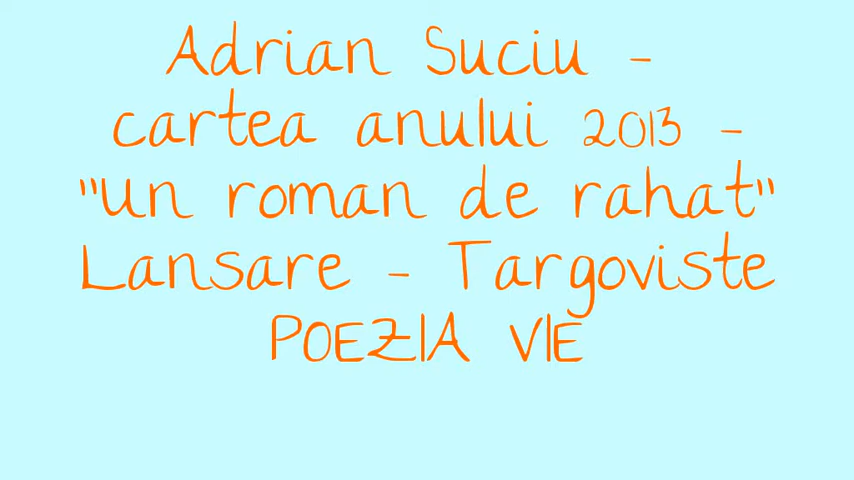 Adrian Suciu -
cartea anului 2013 -
"Un roman de rahat"
Lansare - Targoviste
POEZIA VIE